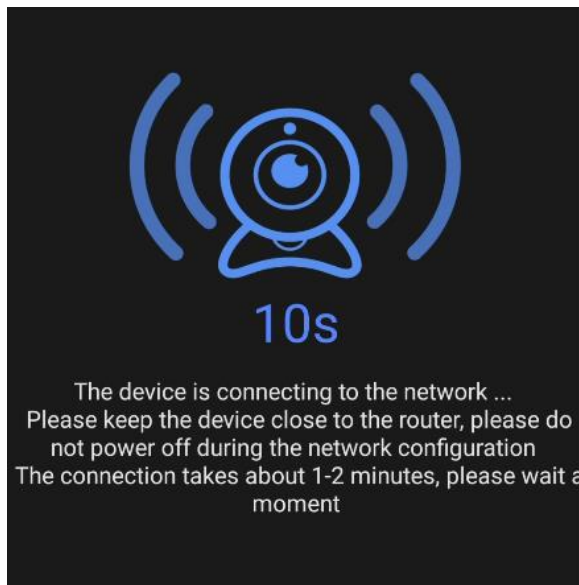 10s
The device is connecting to the network ...
Please keep the device close to the router, please do
not power off during the network configuration
The connection takes about 1-2 minutes, please wait a
moment